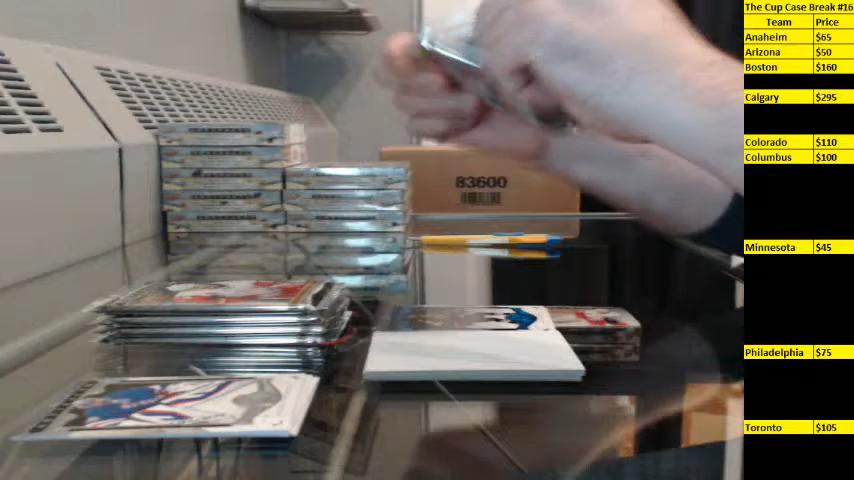 The Cup Case Break #16
Team Price
Anaheim $65
Arizona $50
Boston $160
Calgary $295
Colorado $110
Columbus $100
Minnesota $45
Philadelphia $75
Toronto $105
83600